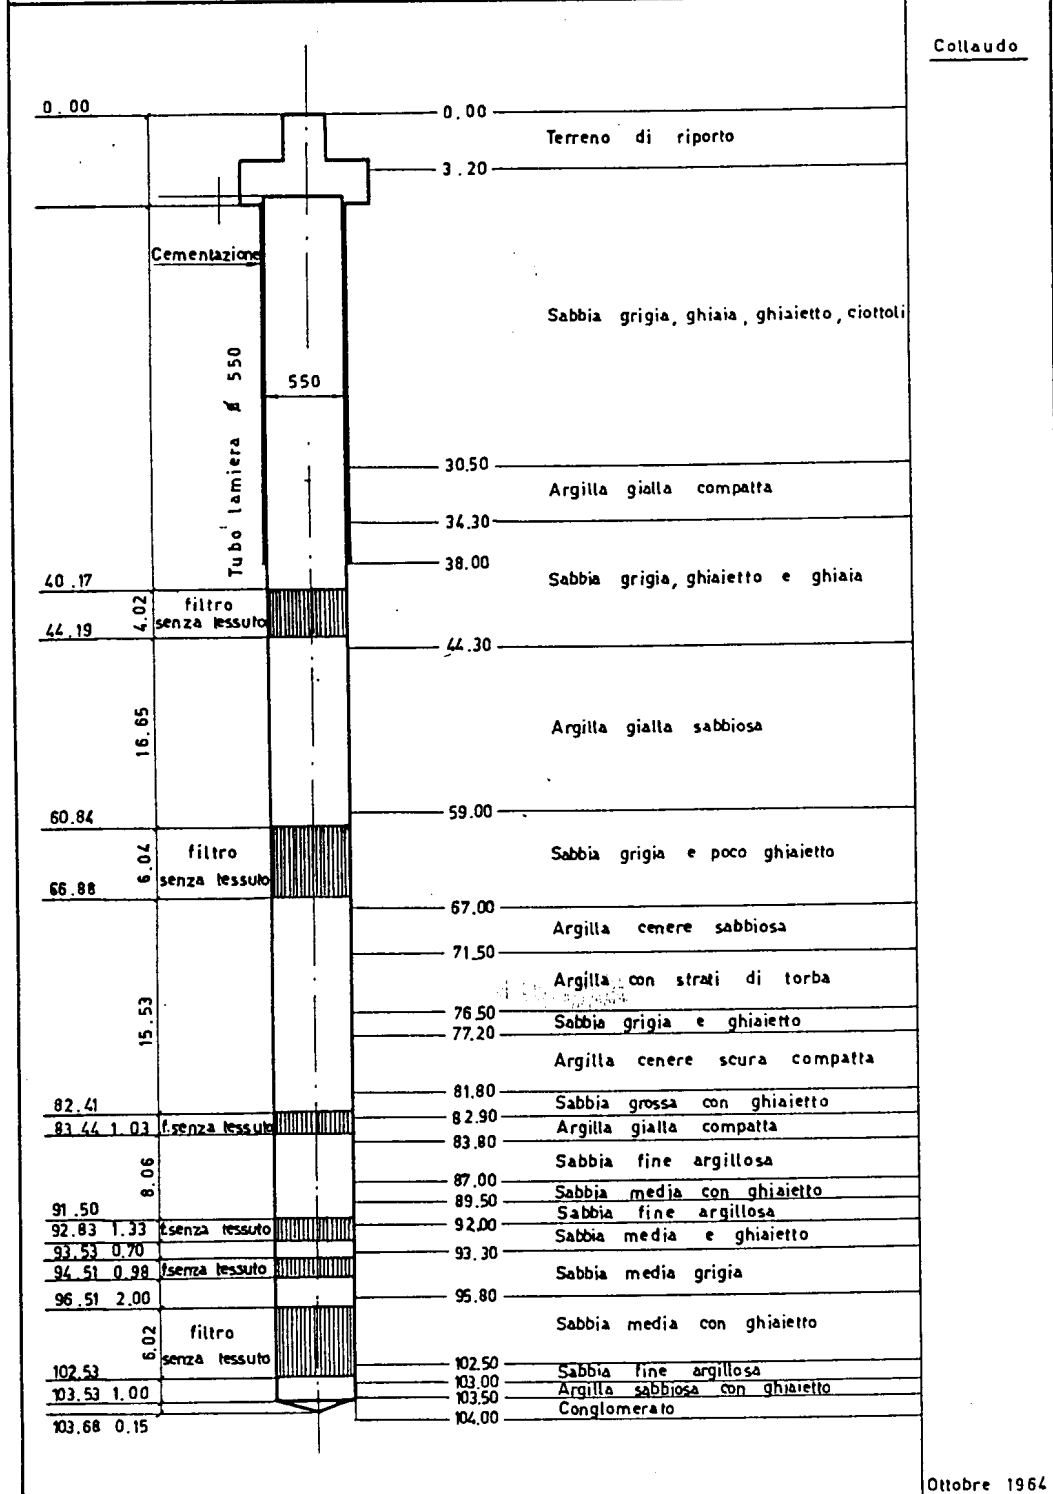 Collaudo
0.00
0.00
Terreno di riporto
3.20
Cementazione
Sabbia grigia, ghiaia, ghiaietto, ciottoli
Tubo lamiera ø 550
550
30.50
Argilla gialla compatta
34.30
38.00
Sabbia grigia, ghiaietto e ghiaia
40.17
4.02
filtro
senza tessuto
44.19
44.30
16.65
Argilla gialla sabbiosa
59.00
60.84
6.04
filtro
senza tessuto
Sabbia grigia e poco ghiaietto
66.88
67.00
Argilla cenere sabbiosa
71.50
Argilla con strati di torba
76.50
Sabbia grigia e ghiaietto
77.20
15.53
Argilla cenere scura compatta
81.80
Sabbia grossa con ghiaietto
82.41
82.90
83.44 1.03 f.senza tessuto
Argilla gialla compatta
83.80
8.06
Sabbia fine argillosa
87.00
Sabbia media con ghiaietto
89.50
91.50
Sabbia fine argillosa
92.00
92.83 1.33 f.senza tessuto
Sabbia media e ghiaietto
93.53 0.70
93.30
94.51 0.98 f.senza tessuto
Sabbia media grigia
96.51 2.00
95.80
6.02
filtro
senza tessuto
Sabbia media con ghiaietto
102.53
102.50
Sabbia fine argillosa
103.00
103.53 1.00
Argilla sabbiosa con ghiaietto
103.50
Conglomerato
103.68 0.15
104.00
Ottobre 1964